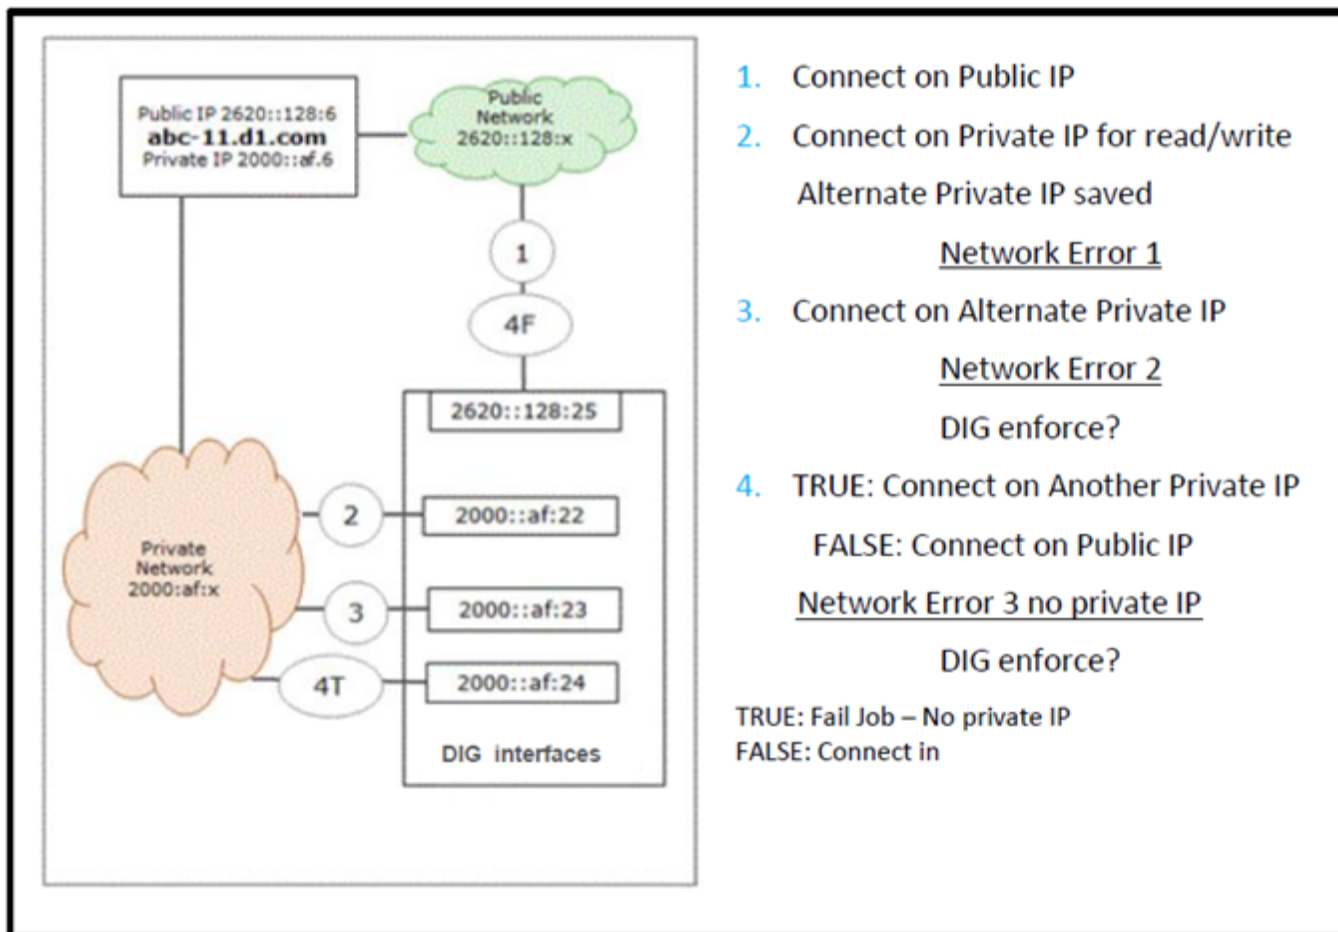 Public IP 2620::128:6
abc-11.d1.com
Private IP 2000::af.6
Public
Network
2620::128:x
1
4F
2620::128:25
2
2000::af:22
Private
Network
2000:af:x
3
2000::af:23
4T
2000::af:24
DIG interfaces
1. Connect on Public IP
2. Connect on Private IP for read/write
Alternate Private IP saved
Network Error 1
3. Connect on Alternate Private IP
Network Error 2
DIG enforce?
4. TRUE: Connect on Another Private IP
FALSE: Connect on Public IP
Network Error 3 no private IP
DIG enforce?
TRUE: Fail Job – No private IP
FALSE: Connect in